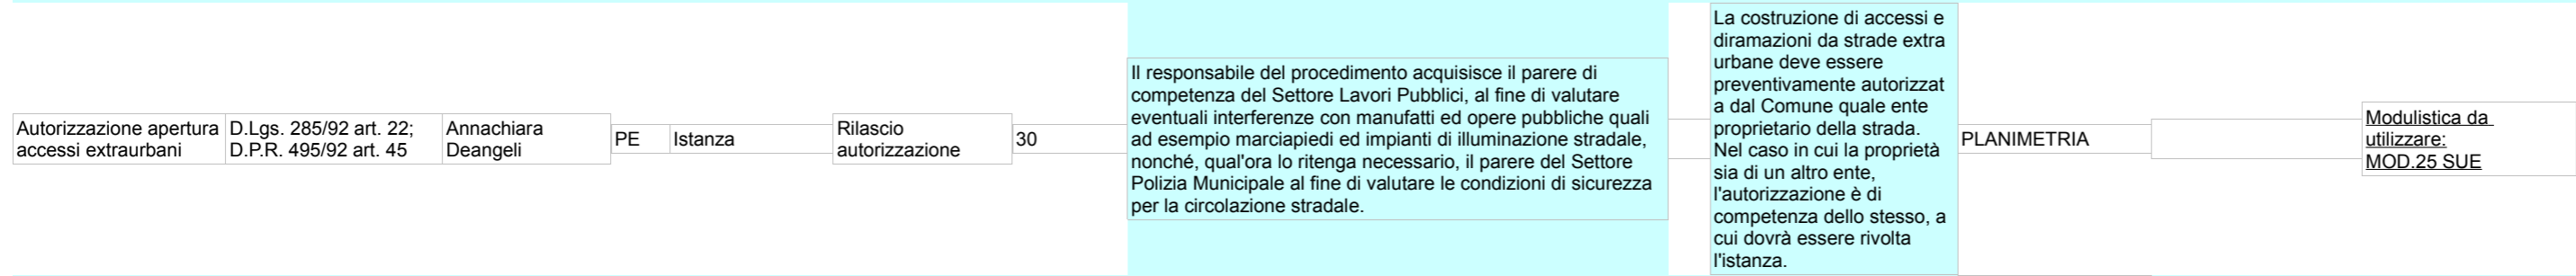 Autorizzazione apertura
accessi extraurbani
D.Lgs. 285/92 art. 22;
D.P.R. 495/92 art. 45
Annachiara
Deangeli
PE
Istanza
Rilascio
autorizzazione
30
Il responsabile del procedimento acquisisce il parere di
competenza del Settore Lavori Pubblici, al fine di valutare
eventuali interferenze con manufatti ed opere pubbliche quali
ad esempio marciapiedi ed impianti di illuminazione stradale,
nonché, qual'ora lo ritenga necessario, il parere del Settore
Polizia Municipale al fine di valutare le condizioni di sicurezza
per la circolazione stradale.
La costruzione di accessi e
diramazioni da strade extra
urbane deve essere
preventivamente autorizzat
a dal Comune quale ente
proprietario della strada.
Nel caso in cui la proprietà
sia di un altro ente,
l'autorizzazione è di
competenza dello stesso, a
cui dovrà essere rivolta
l'istanza.
PLANIMETRIA
Modulistica da
utilizzare:
MOD.25 SUE